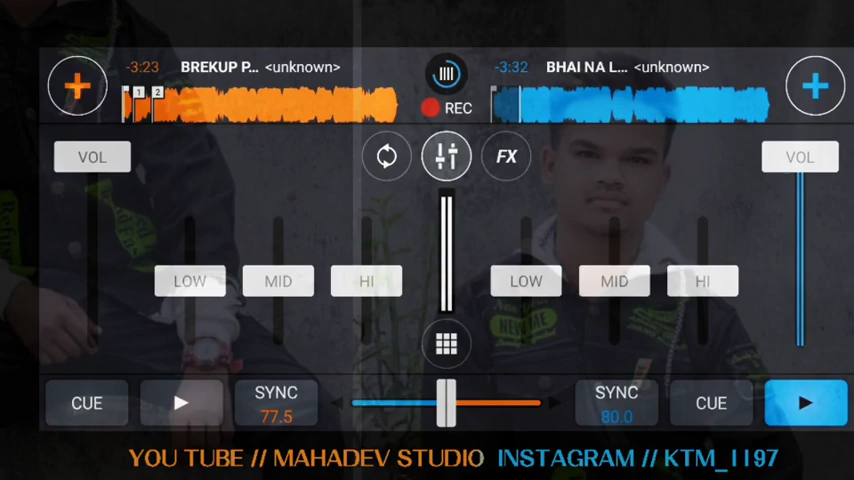 -3:23 BREKUP P... <unknown>
-3:32 BHAI NA L... <unknown>
1 2
REC
VOL
FX
VOL
LOW MID HI
LOW MID HI
CUE
SYNC
77.5
SYNC
80.0
CUE
YOU TUBE // MAHADEV STUDIO INSTAGRAM // KTM_1197